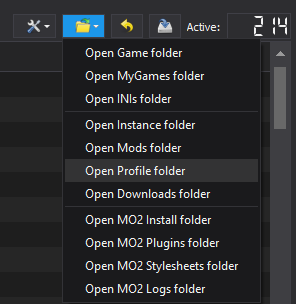 Active: 214
Open Game folder
Open MyGames folder
Open INIs folder
Open Instance folder
Open Mods folder
Open Profile folder
Open Downloads folder
Open MO2 Install folder
Open MO2 Plugins folder
Open MO2 Stylesheets folder
Open MO2 Logs folder